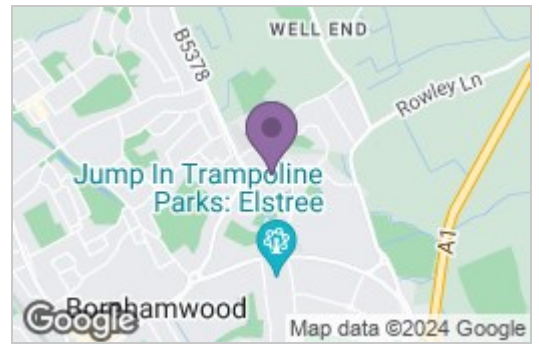 WELL END
B5378
Rowley Ln
Jump In Trampoline
Parks: Elstree
A1
Borehamwood
Google
Map data ©2024 Google